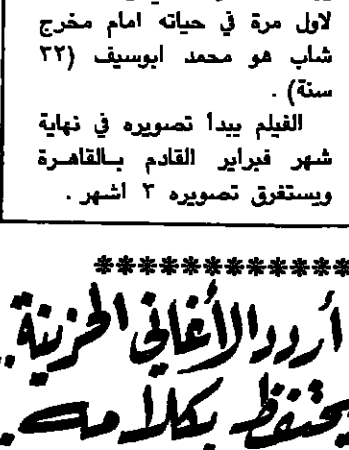 لاول مرة في حياته امام مخرج
شاب هو محمد ابوسيف (٣٢
سنة) .
الفيلم يبدأ تصويره في نهاية
شهر فبراير القادم بالقاهرة
ويستغرق تصويره ٣ اشهر .
************
أردد الأغاني الحزينة ..
يحتفظ بكلامه ..